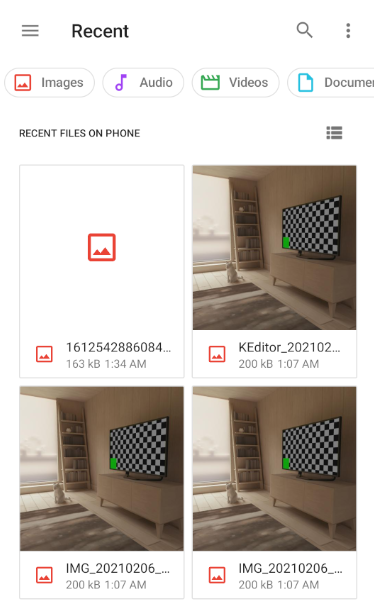 Recent
Images Audio Videos Documen
RECENT FILES ON PHONE
1612542886084...
163 kB 1:34 AM
KEditor_202102...
200 kB 1:07 AM
IMG_20210206_...
200 kB 1:07 AM
IMG_20210206_...
200 kB 1:07 AM